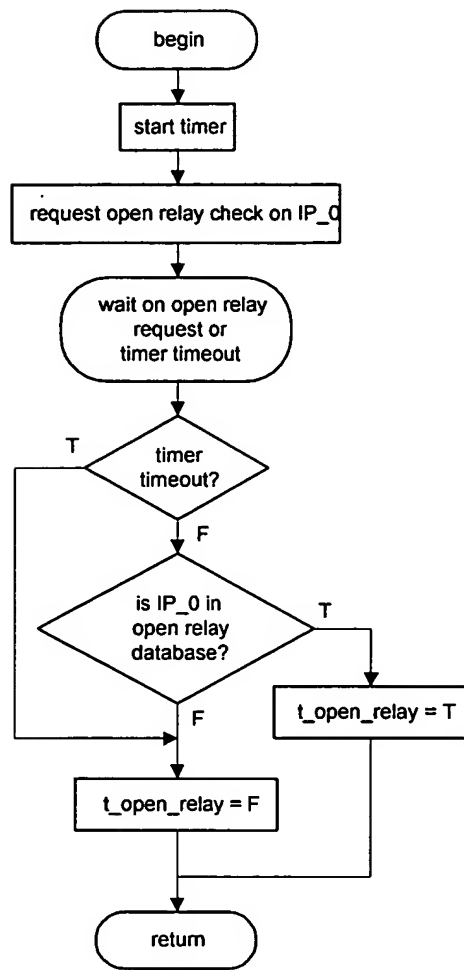 begin
start timer
request open relay check on IP_0
wait on open relay
request or
timer timeout
T
timer
timeout?
F
is IP_0 in
open relay
database?
T
F
t_open_relay = T
t_open_relay = F
return